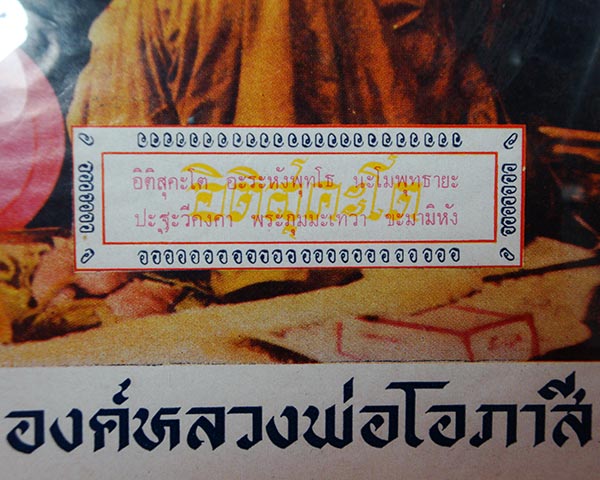 อิติสุคะโต อะระหังพุทโธ นะโมพุทธายะ
อิติสุคะโต
ปะฐะวีคงคา พระภุมมะเทวา ขะมามิหัง
องค์หลวงพ่อโอภาสี